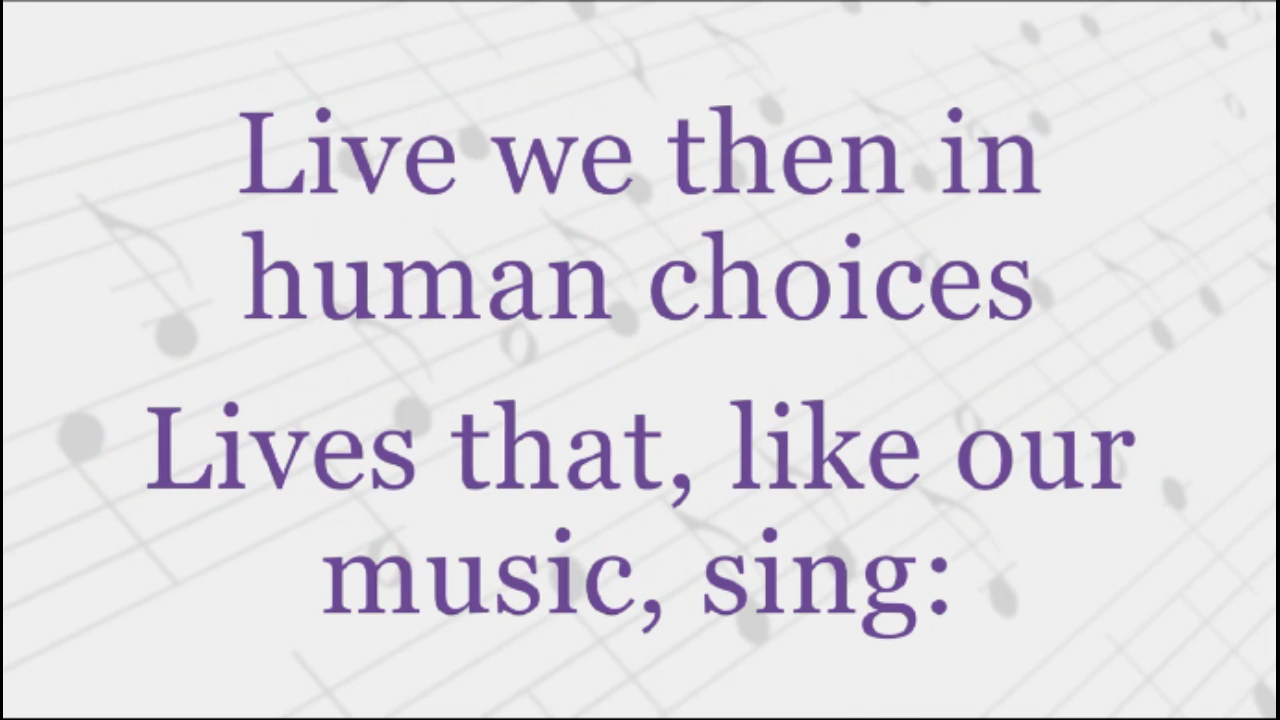 Live we then in
human choices
Lives that, like our
music, sing: